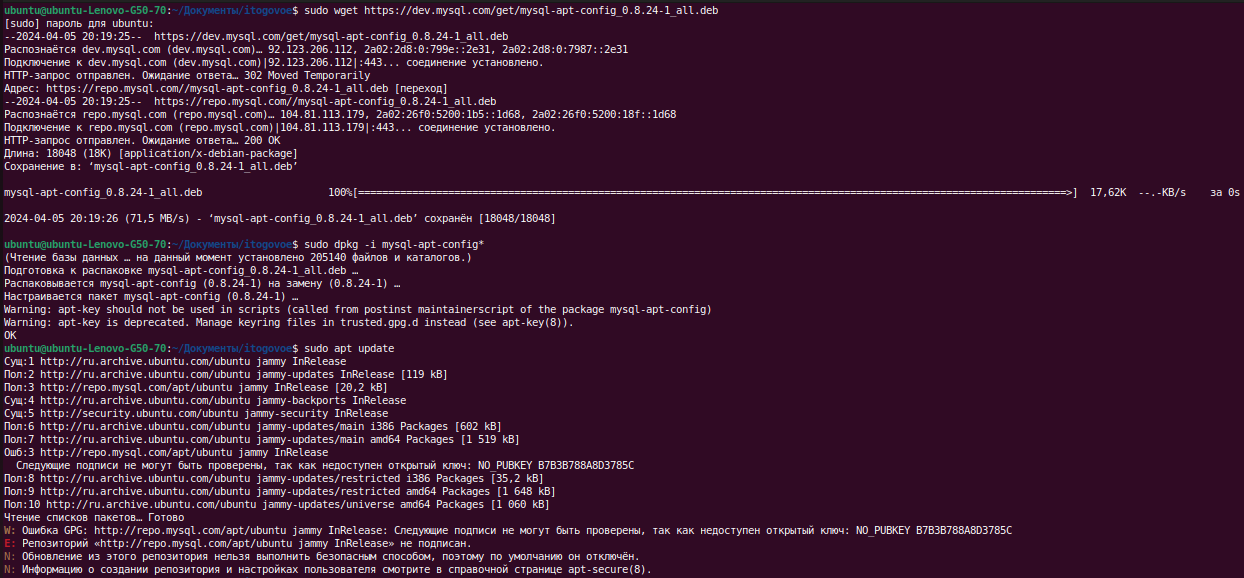 ubuntu@ubuntu-Lenovo-G50-70:~/Документы/itogovoe$ sudo wget https://dev.mysql.com/get/mysql-apt-config_0.8.24-1_all.deb
[sudo] пароль для ubuntu:
--2024-04-05 20:19:25--  https://dev.mysql.com/get/mysql-apt-config_0.8.24-1_all.deb
Распознаётся dev.mysql.com (dev.mysql.com)… 92.123.206.112, 2a02:2d8:0:799e::2e31, 2a02:2d8:0:7987::2e31
Подключение к dev.mysql.com (dev.mysql.com)|92.123.206.112|:443... соединение установлено.
HTTP-запрос отправлен. Ожидание ответа… 302 Moved Temporarily
Адрес: https://repo.mysql.com//mysql-apt-config_0.8.24-1_all.deb [переход]
--2024-04-05 20:19:25--  https://repo.mysql.com//mysql-apt-config_0.8.24-1_all.deb
Распознаётся repo.mysql.com (repo.mysql.com)… 104.81.113.179, 2a02:26f0:5200:1b5::1d68, 2a02:26f0:5200:18f::1d68
Подключение к repo.mysql.com (repo.mysql.com)|104.81.113.179|:443... соединение установлено.
HTTP-запрос отправлен. Ожидание ответа… 200 OK
Длина: 18048 (18K) [application/x-debian-package]
Сохранение в: ‘mysql-apt-config_0.8.24-1_all.deb’
mysql-apt-config_0.8.24-1_all.deb 100%[======================================================================================================================>] 17,62K --.-KB/s за 0s
2024-04-05 20:19:26 (71,5 MB/s) - ‘mysql-apt-config_0.8.24-1_all.deb’ сохранён [18048/18048]
ubuntu@ubuntu-Lenovo-G50-70:~/Документы/itogovoe$ sudo dpkg -i mysql-apt-config*
(Чтение базы данных … на данный момент установлено 205140 файлов и каталогов.)
Подготовка к распаковке mysql-apt-config_0.8.24-1_all.deb …
Распаковывается mysql-apt-config (0.8.24-1) на замену (0.8.24-1) …
Настраивается пакет mysql-apt-config (0.8.24-1) …
Warning: apt-key should not be used in scripts (called from postinst maintainerscript of the package mysql-apt-config)
Warning: apt-key is deprecated. Manage keyring files in trusted.gpg.d instead (see apt-key(8)).
OK
ubuntu@ubuntu-Lenovo-G50-70:~/Документы/itogovoe$ sudo apt update
Сущ:1 http://ru.archive.ubuntu.com/ubuntu jammy InRelease
Пол:2 http://ru.archive.ubuntu.com/ubuntu jammy-updates InRelease [119 kB]
Пол:3 http://repo.mysql.com/apt/ubuntu jammy InRelease [20,2 kB]
Сущ:4 http://ru.archive.ubuntu.com/ubuntu jammy-backports InRelease
Сущ:5 http://security.ubuntu.com/ubuntu jammy-security InRelease
Пол:6 http://ru.archive.ubuntu.com/ubuntu jammy-updates/main i386 Packages [602 kB]
Пол:7 http://ru.archive.ubuntu.com/ubuntu jammy-updates/main amd64 Packages [1 519 kB]
Ошб:3 http://repo.mysql.com/apt/ubuntu jammy InRelease
  Следующие подписи не могут быть проверены, так как недоступен открытый ключ: NO_PUBKEY B7B3B788A8D3785C
Пол:8 http://ru.archive.ubuntu.com/ubuntu jammy-updates/restricted i386 Packages [35,2 kB]
Пол:9 http://ru.archive.ubuntu.com/ubuntu jammy-updates/restricted amd64 Packages [1 648 kB]
Пол:10 http://ru.archive.ubuntu.com/ubuntu jammy-updates/universe amd64 Packages [1 060 kB]
Чтение списков пакетов… Готово
W: Ошибка GPG: http://repo.mysql.com/apt/ubuntu jammy InRelease: Следующие подписи не могут быть проверены, так как недоступен открытый ключ: NO_PUBKEY B7B3B788A8D3785C
E: Репозиторий «http://repo.mysql.com/apt/ubuntu jammy InRelease» не подписан.
N: Обновление из этого репозитория нельзя выполнить безопасным способом, поэтому по умолчанию он отключён.
N: Информацию о создании репозитория и настройках пользователя смотрите в справочной странице apt-secure(8).